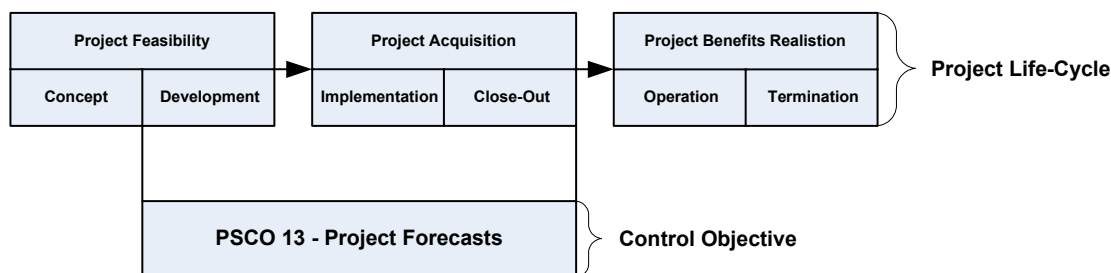 Project Feasibility
Concept
Development
Project Acquisition
Implementation
Close-Out
Project Benefits Realistion
Operation
Termination
Project Life-Cycle
PSCO 13 - Project Forecasts
Control Objective